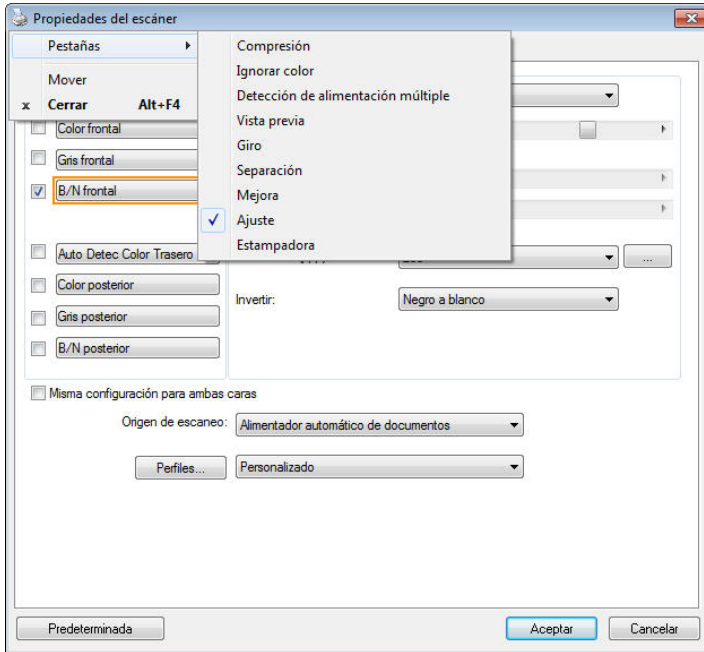 Propiedades del escáner
Pestañas
Mover
x Cerrar Alt+F4
Compresión
Ignorar color
Detección de alimentación múltiple
Vista previa
Giro
Separación
Mejora
Ajuste
Estampadora
Color frontal
Gris frontal
B/N frontal
Auto Detec Color Trasero
Color posterior
Gris posterior
B/N posterior
...
Invertir:
Negro a blanco
Misma configuración para ambas caras
Origen de escaneo:
Alimentador automático de documentos
Perfiles...
Personalizado
Predeterminada
Aceptar
Cancelar